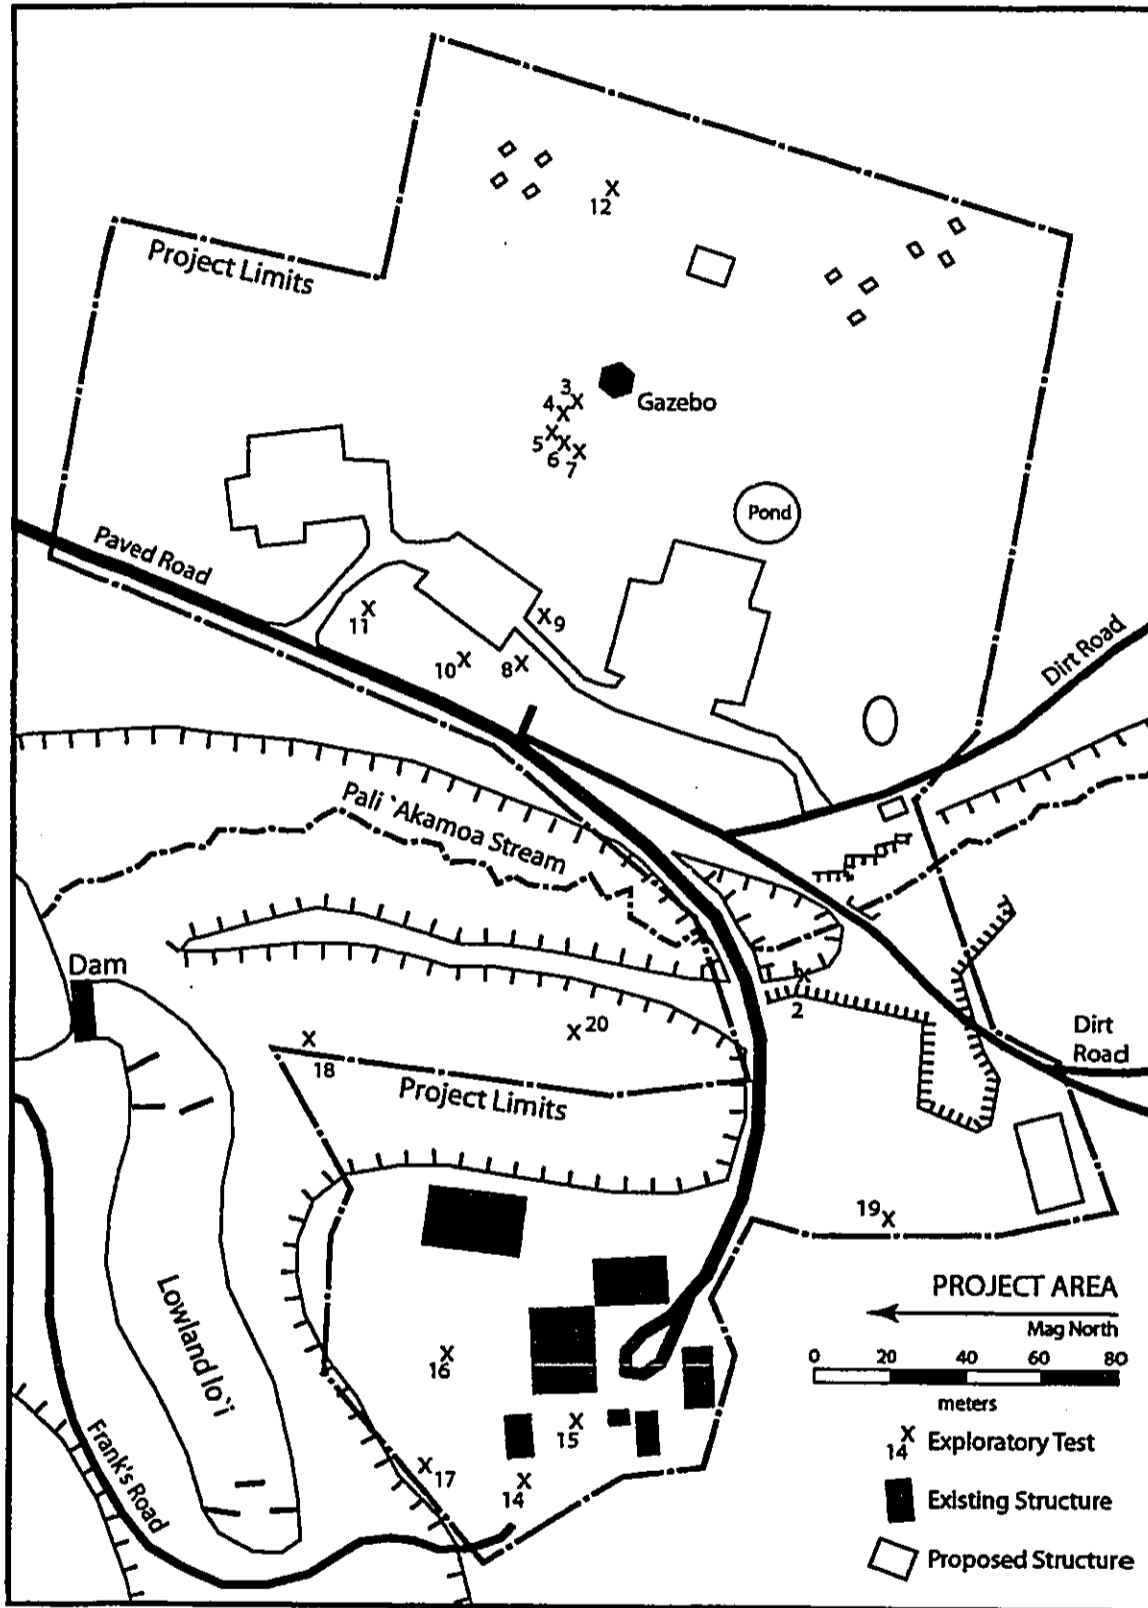 12
Project Limits
3
4
Gazebo
5
6
7
Pond
Paved Road
11
9
10
8
Dirt Road
Pali `Akamoa Stream
Dam
2
20
18
Dirt
Road
Project Limits
19
Lowland lo`i
PROJECT AREA
Mag North
0 20 40 60 80
meters
16
15
14 Exploratory Test
17
14
Frank's Road
Existing Structure
Proposed Structure